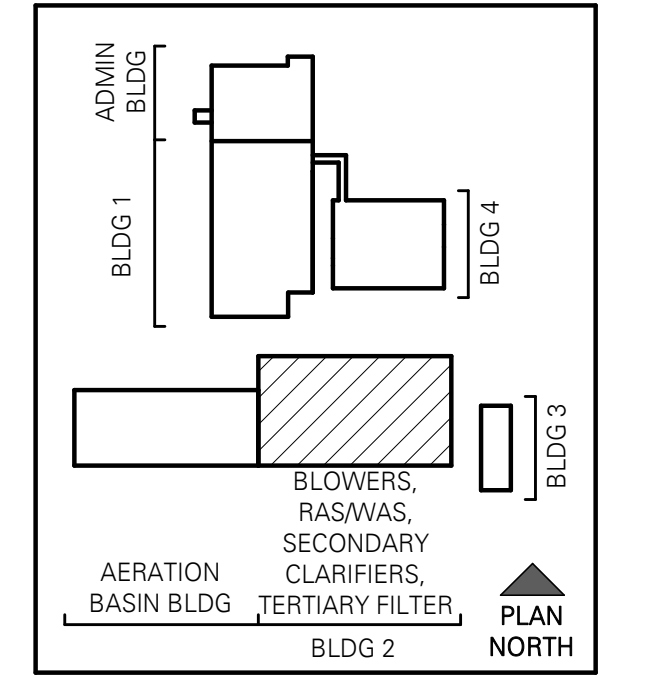 ADMIN
BLDG
BLDG 1
BLDG 4
BLDG 3
BLOWERS,
RAS/WAS,
SECONDARY
CLARIFIERS,
TERTIARY FILTER
AERATION
BASIN BLDG
BLDG 2
PLAN
NORTH